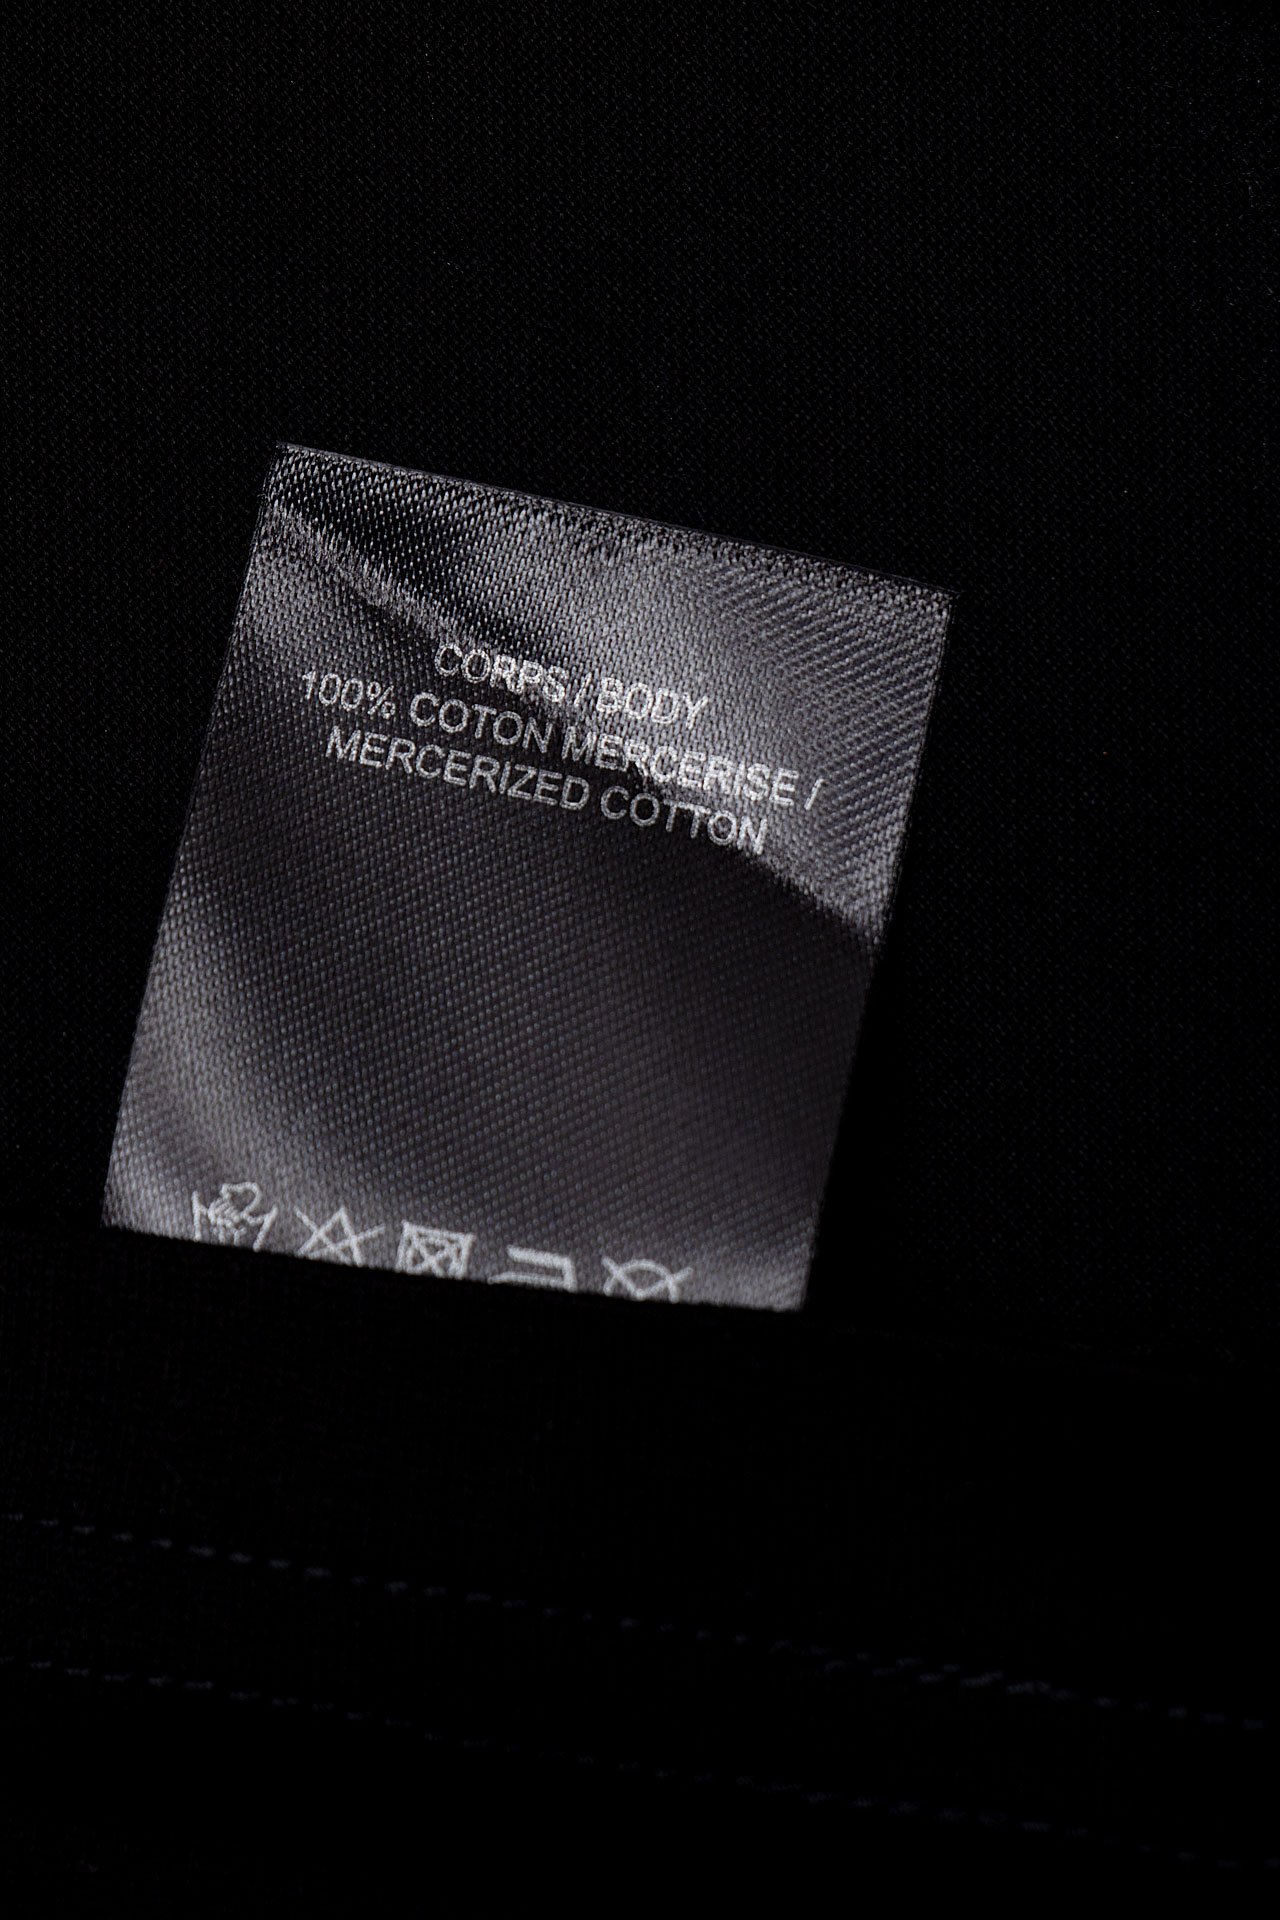 CORPS / BODY
100% COTON MERCERISE /
MERCERIZED COTTON